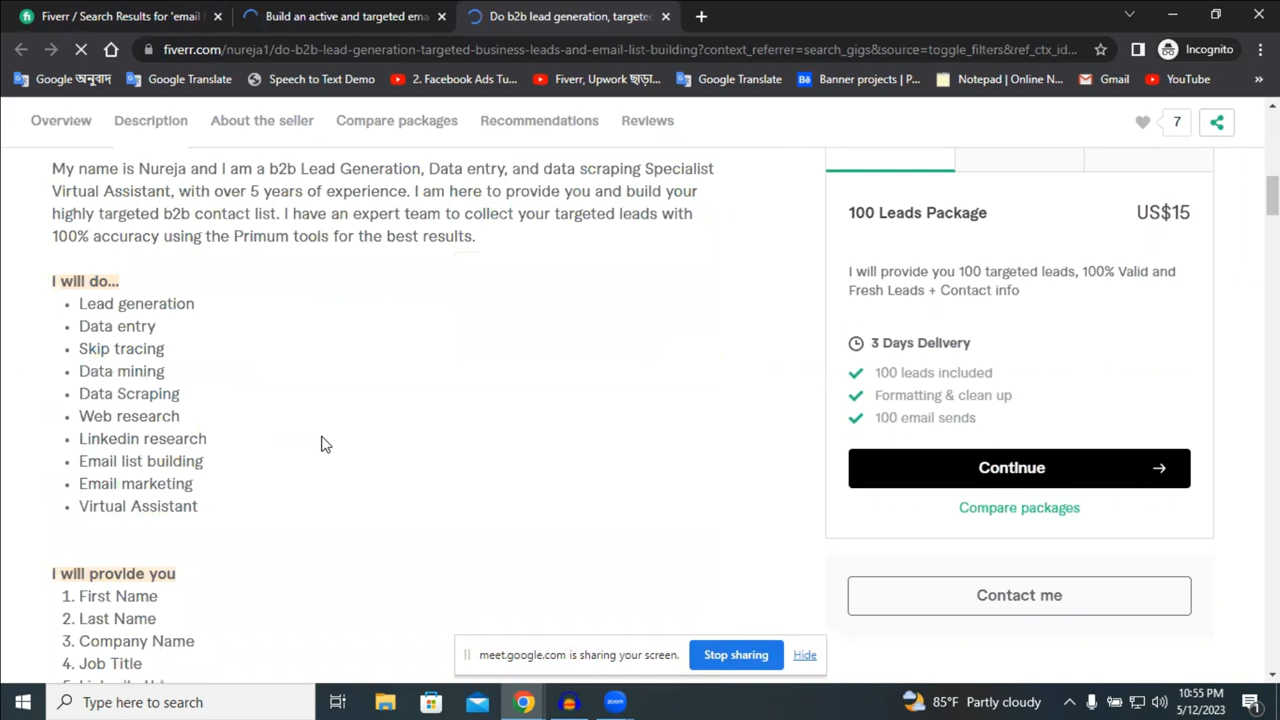 Fiverr / Search Results for 'email
Build an active and targeted ema
Do b2b lead generation, targete
fiverr.com/nureja1/do-b2b-lead-generation-targeted-business-leads-and-email-list-building?context_referrer=search_gigs&source=toggle_filters&ref_ctx_id...
Incognito
Google অনুবাদ
Google Translate
Speech to Text Demo
2. Facebook Ads Tu...
Fiverr, Upwork ছাড়...
Google Translate
Banner projects | P...
Notepad | Online N...
Gmail
YouTube
Overview
Description
About the seller
Compare packages
Recommendations
Reviews
7
My name is Nureja and I am a b2b Lead Generation, Data entry, and data scraping Specialist
Virtual Assistant, with over 5 years of experience. I am here to provide you and build your
highly targeted b2b contact list. I have an expert team to collect your targeted leads with
100% accuracy using the Primum tools for the best results.
I will do...
• Lead generation
• Data entry
• Skip tracing
• Data mining
• Data Scraping
• Web research
• Linkedin research
• Email list building
• Email marketing
• Virtual Assistant
I will provide you
1. First Name
2. Last Name
3. Company Name
4. Job Title
100 Leads Package
US$15
I will provide you 100 targeted leads, 100% Valid and
Fresh Leads + Contact info
3 Days Delivery
100 leads included
Formatting & clean up
100 email sends
Continue
Compare packages
Contact me
meet.google.com is sharing your screen.
Stop sharing
Hide
Type here to search
zoom
85°F Partly cloudy
10:55 PM
5/12/2023
1